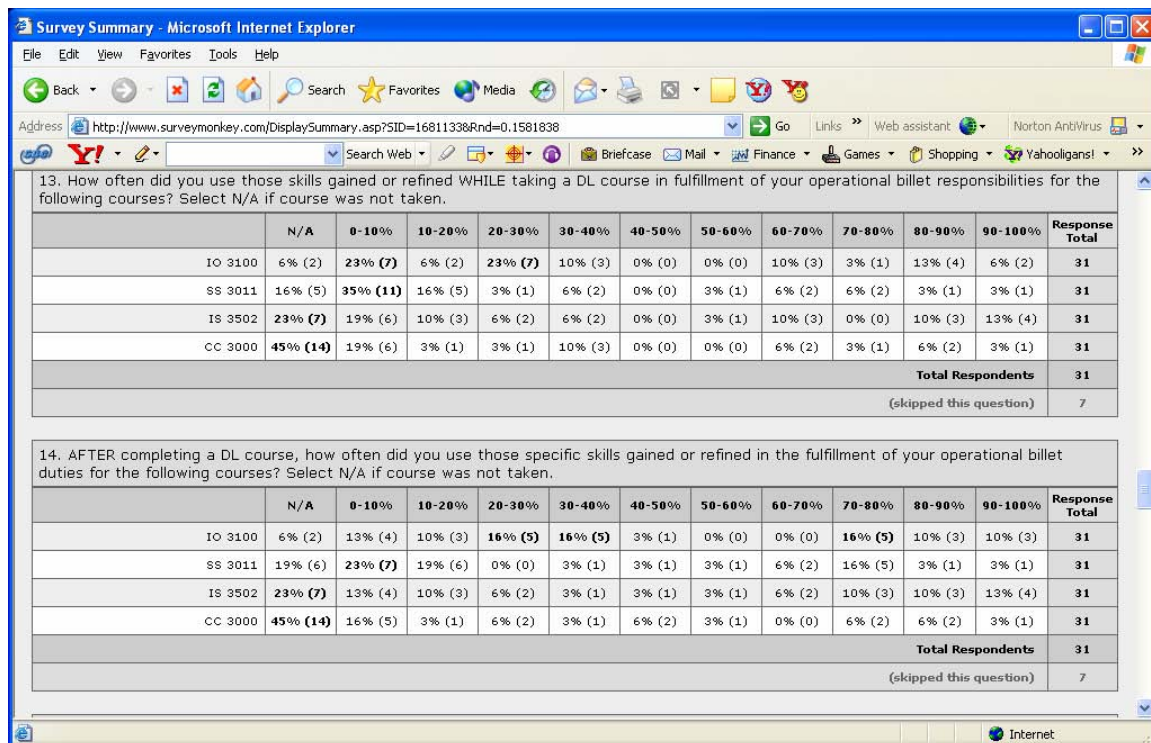 Survey Summary - Microsoft Internet Explorer
File Edit View Favorites Tools Help
Back Search Favorites Media
Address http://www.surveymonkey.com/DisplaySummary.asp?SID=1681133&Rnd=0.1581838 Go Links » Web assistant Norton AntiVirus
Y! Search Web Briefcase Mail Finance Games Shopping Yahooligans! »
13. How often did you use those skills gained or refined WHILE taking a DL course in fulfillment of your operational billet responsibilities for the
following courses? Select N/A if course was not taken.
N/A 0-10% 10-20% 20-30% 30-40% 40-50% 50-60% 60-70% 70-80% 80-90% 90-100% Response Total
IO 3100 6% (2) 23% (7) 6% (2) 23% (7) 10% (3) 0% (0) 0% (0) 10% (3) 3% (1) 13% (4) 6% (2) 31
SS 3011 16% (5) 35% (11) 16% (5) 3% (1) 6% (2) 0% (0) 3% (1) 6% (2) 6% (2) 3% (1) 3% (1) 31
IS 3502 23% (7) 19% (6) 10% (3) 6% (2) 6% (2) 0% (0) 3% (1) 10% (3) 0% (0) 10% (3) 13% (4) 31
CC 3000 45% (14) 19% (6) 3% (1) 3% (1) 10% (3) 0% (0) 0% (0) 6% (2) 3% (1) 6% (2) 3% (1) 31
Total Respondents 31
(skipped this question) 7
14. AFTER completing a DL course, how often did you use those specific skills gained or refined in the fulfillment of your operational billet
duties for the following courses? Select N/A if course was not taken.
N/A 0-10% 10-20% 20-30% 30-40% 40-50% 50-60% 60-70% 70-80% 80-90% 90-100% Response Total
IO 3100 6% (2) 13% (4) 10% (3) 16% (5) 16% (5) 3% (1) 0% (0) 0% (0) 16% (5) 10% (3) 10% (3) 31
SS 3011 19% (6) 23% (7) 19% (6) 0% (0) 3% (1) 3% (1) 3% (1) 6% (2) 16% (5) 3% (1) 3% (1) 31
IS 3502 23% (7) 13% (4) 10% (3) 6% (2) 3% (1) 3% (1) 3% (1) 6% (2) 10% (3) 10% (3) 13% (4) 31
CC 3000 45% (14) 16% (5) 3% (1) 6% (2) 3% (1) 6% (2) 3% (1) 0% (0) 6% (2) 6% (2) 3% (1) 31
Total Respondents 31
(skipped this question) 7
Internet